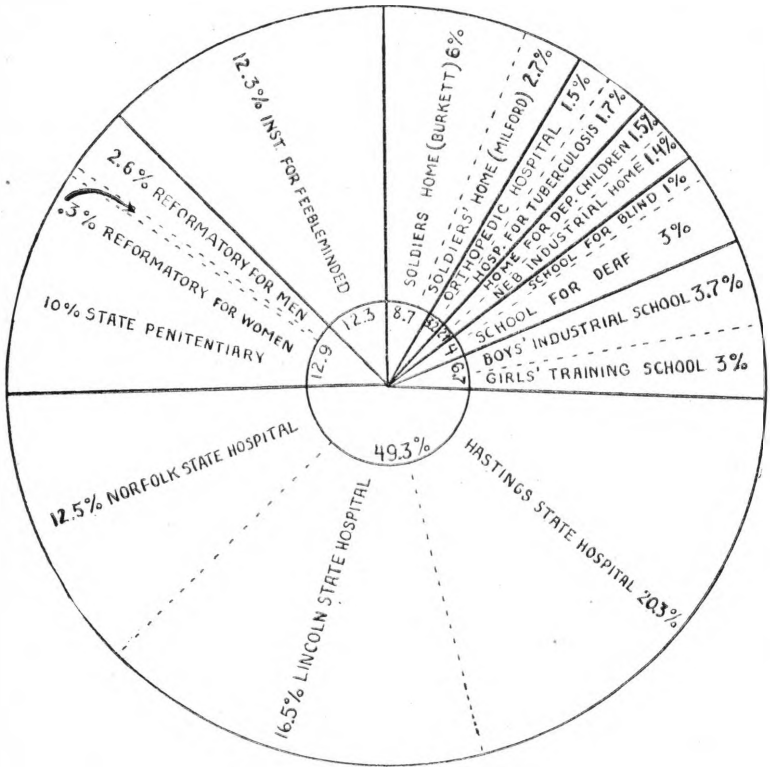 SOLDIERS HOME (BURKETT) 6%
SOLDIERS' HOME (MILFORD) 2.7%
ORTHOPEDIC HOSPITAL 1.5%
HOSP. FOR TUBERCULOSIS 1.7%
HOME FOR DEP. CHILDREN 1.5%
NEB INDUSTRIAL HOME 1.4%
SCHOOL FOR BLIND 1%
SCHOOL FOR DEAF 3%
BOYS' INDUSTRIAL SCHOOL 3.7%
GIRLS' TRAINING SCHOOL 3%
HASTINGS STATE HOSPITAL 20.3%
16.5% LINCOLN STATE HOSPITAL
12.5% NORFOLK STATE HOSPITAL
10% STATE PENITENTIARY
.3% REFORMATORY FOR WOMEN
2.6% REFORMATORY FOR MEN
12.3% INST. FOR FEEBLEMINDED
8.7
4
6.7
49.3%
12.9
12.3